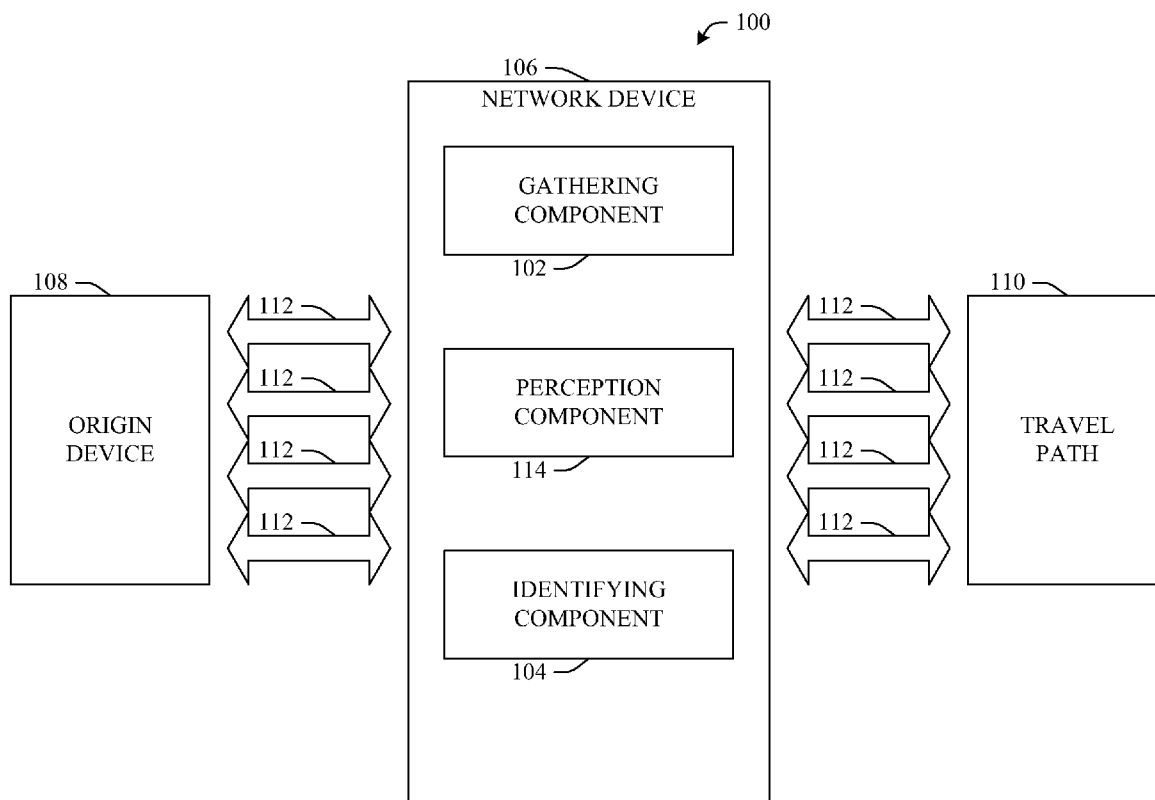 100
106
NETWORK DEVICE
GATHERING
COMPONENT
102
108
110
112
112
112
112
112
112
112
112
ORIGIN
DEVICE
PERCEPTION
COMPONENT
114
TRAVEL
PATH
IDENTIFYING
COMPONENT
104